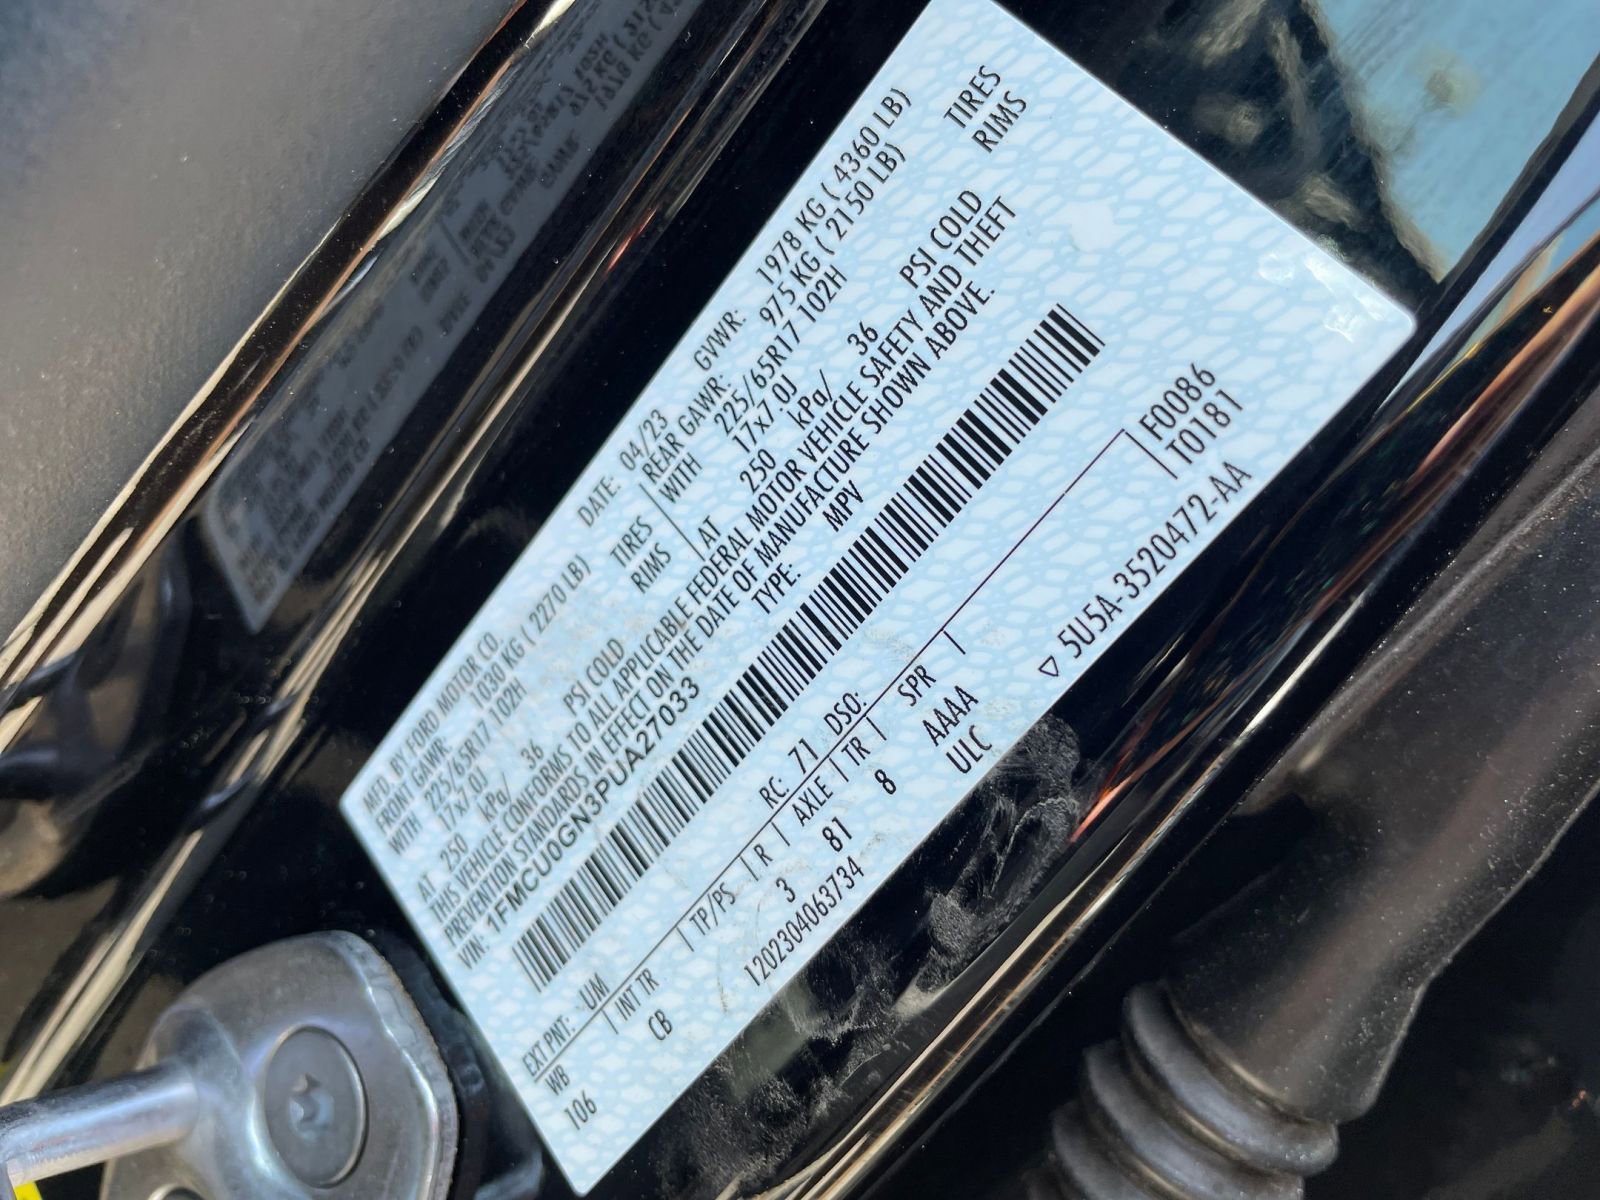 MFD. BY FORD MOTOR CO. DATE: 04/23 GVWR: 1978 KG ( 4360 LB)
FRONT GAWR: 1030 KG ( 2270 LB) REAR GAWR: 975 KG ( 2150 LB)
WITH 225/65R17 102H TIRES WITH 225/65R17 102H TIRES
17x7.0J RIMS 17x7.0J RIMS
AT 250 kPa/ 36 PSI COLD AT 250 kPa/ 36 PSI COLD
THIS VEHICLE CONFORMS TO ALL APPLICABLE FEDERAL MOTOR VEHICLE SAFETY AND THEFT
PREVENTION STANDARDS IN EFFECT ON THE DATE OF MANUFACTURE SHOWN ABOVE.
VIN: 1FMCU0GN3PUA27033 TYPE: MPV
EXT PNT: UM RC: 71 DSO: F0086
WB INT TR TP/PS R AXLE TR SPR T0181
106 CB 3 81 8 AAAA
1202304063734 ULC ▽ 5U5A-3520472-AA